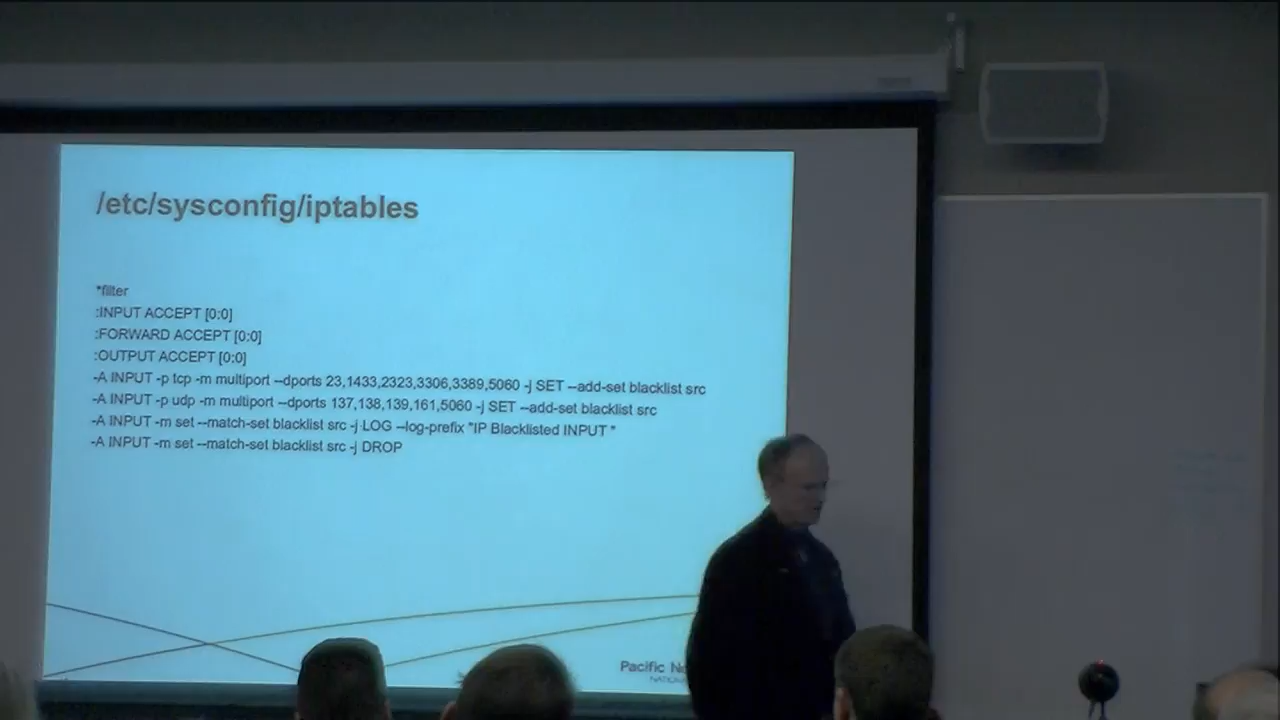 /etc/sysconfig/iptables
*filter
:INPUT ACCEPT [0:0]
:FORWARD ACCEPT [0:0]
:OUTPUT ACCEPT [0:0]
-A INPUT -p tcp -m multiport --dports 23,1433,2323,3306,3389,5060 -j SET --add-set blacklist src
-A INPUT -p udp -m multiport --dports 137,138,139,161,5060 -j SET --add-set blacklist src
-A INPUT -m set --match-set blacklist src -j LOG --log-prefix "IP Blacklisted INPUT "
-A INPUT -m set --match-set blacklist src -j DROP
Pacific